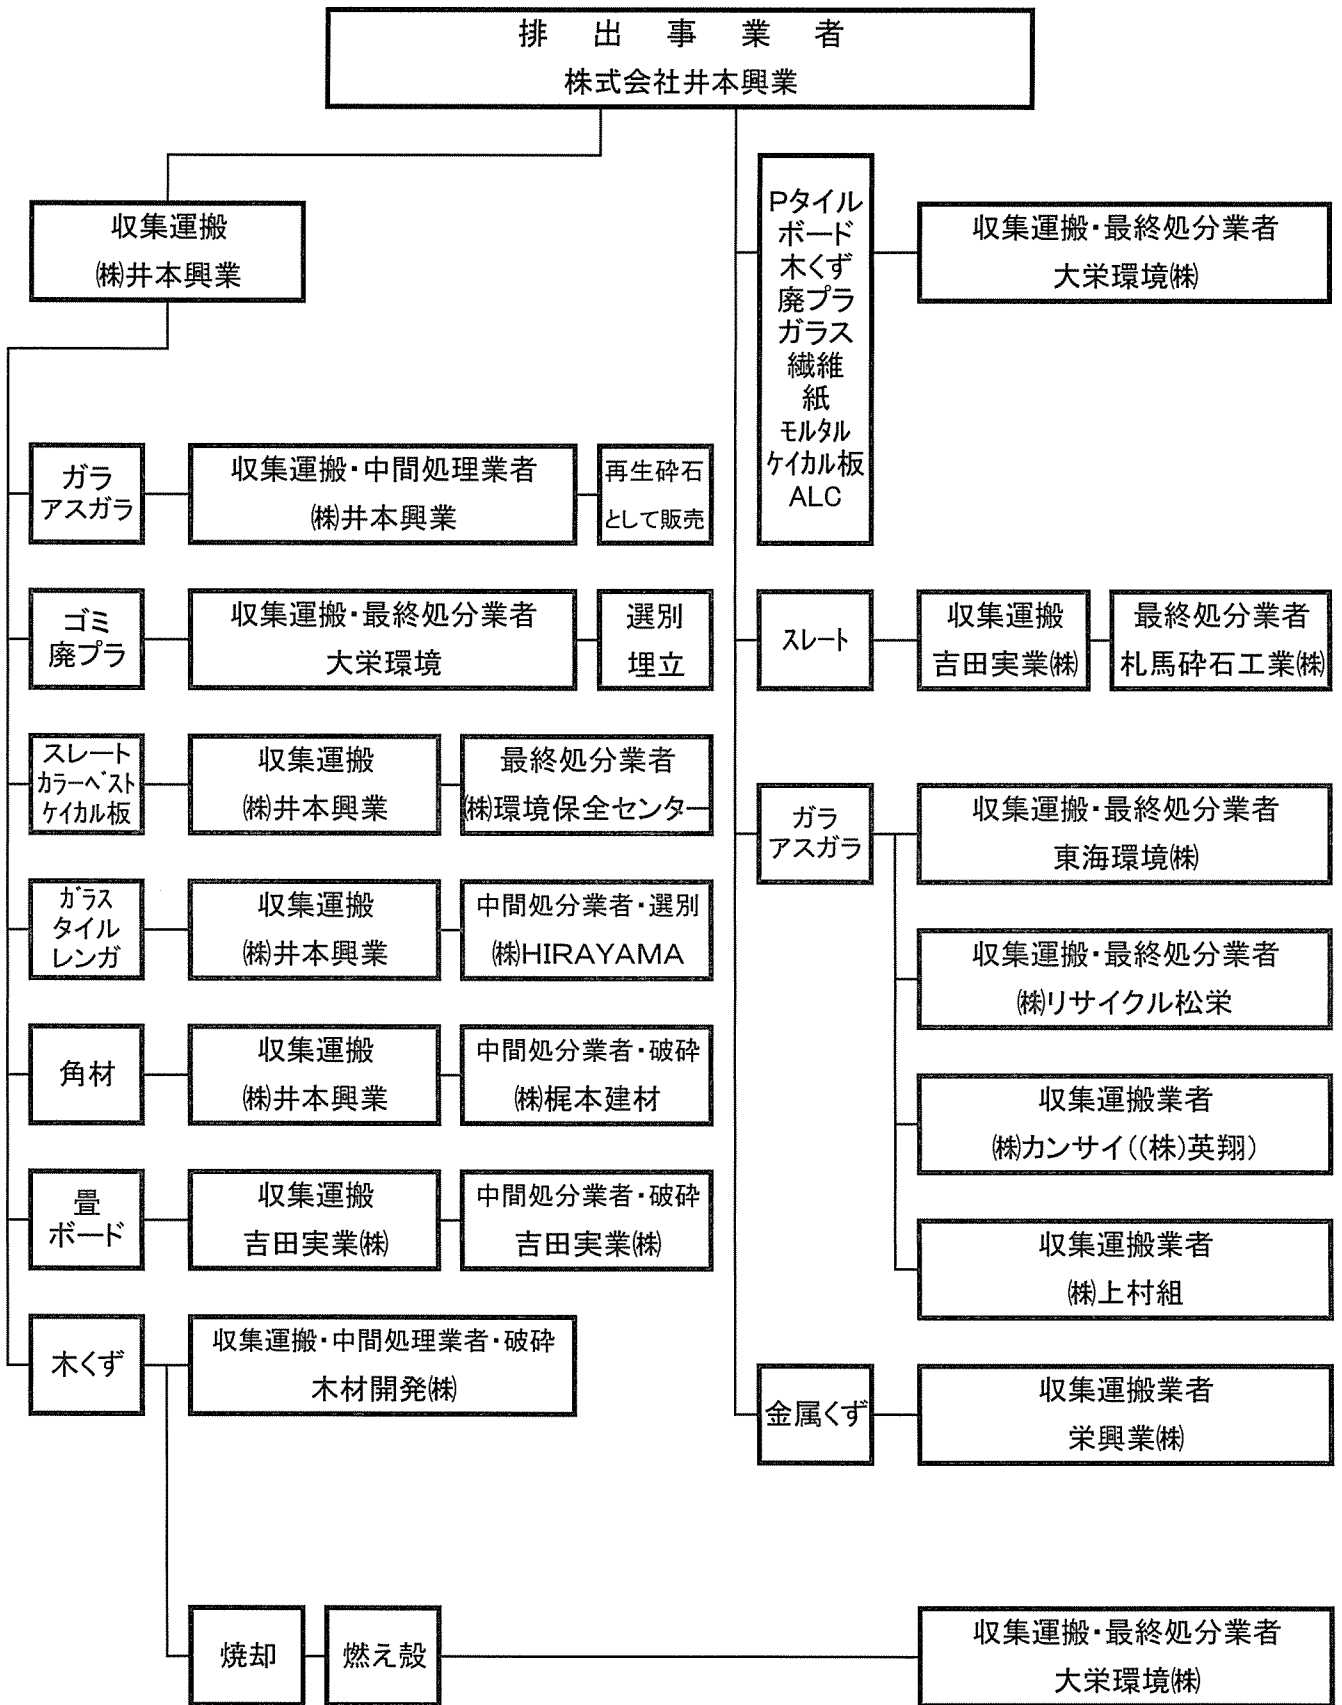 排出事業者
株式会社井本興業
収集運搬
㈱井本興業
ガラ
アスガラ
収集運搬・中間処理業者
㈱井本興業
再生砕石
として販売
ゴミ
廃プラ
収集運搬・最終処分業者
大栄環境
選別
埋立
スレート
カラーベスト
ケイカル板
収集運搬
㈱井本興業
最終処分業者
㈱環境保全センター
ガラス
タイル
レンガ
収集運搬
㈱井本興業
中間処分業者・選別
㈱HIRAYAMA
角材
収集運搬
㈱井本興業
中間処分業者・破砕
㈱梶本建材
畳
ボード
収集運搬
吉田実業㈱
中間処分業者・破砕
吉田実業㈱
木くず
収集運搬・中間処理業者・破砕
木材開発㈱
焼却
燃え殻
収集運搬・最終処分業者
大栄環境㈱
Pタイル
ボード
木くず
廃プラ
ガラス
繊維
紙
モルタル
ケイカル板
ALC
収集運搬・最終処分業者
大栄環境㈱
スレート
収集運搬
吉田実業㈱
最終処分業者
札馬砕石工業㈱
ガラ
アスガラ
収集運搬・最終処分業者
東海環境㈱
収集運搬・最終処分業者
㈱リサイクル松栄
収集運搬業者
㈱カンサイ((株)英翔)
収集運搬業者
㈱上村組
金属くず
収集運搬業者
栄興業㈱